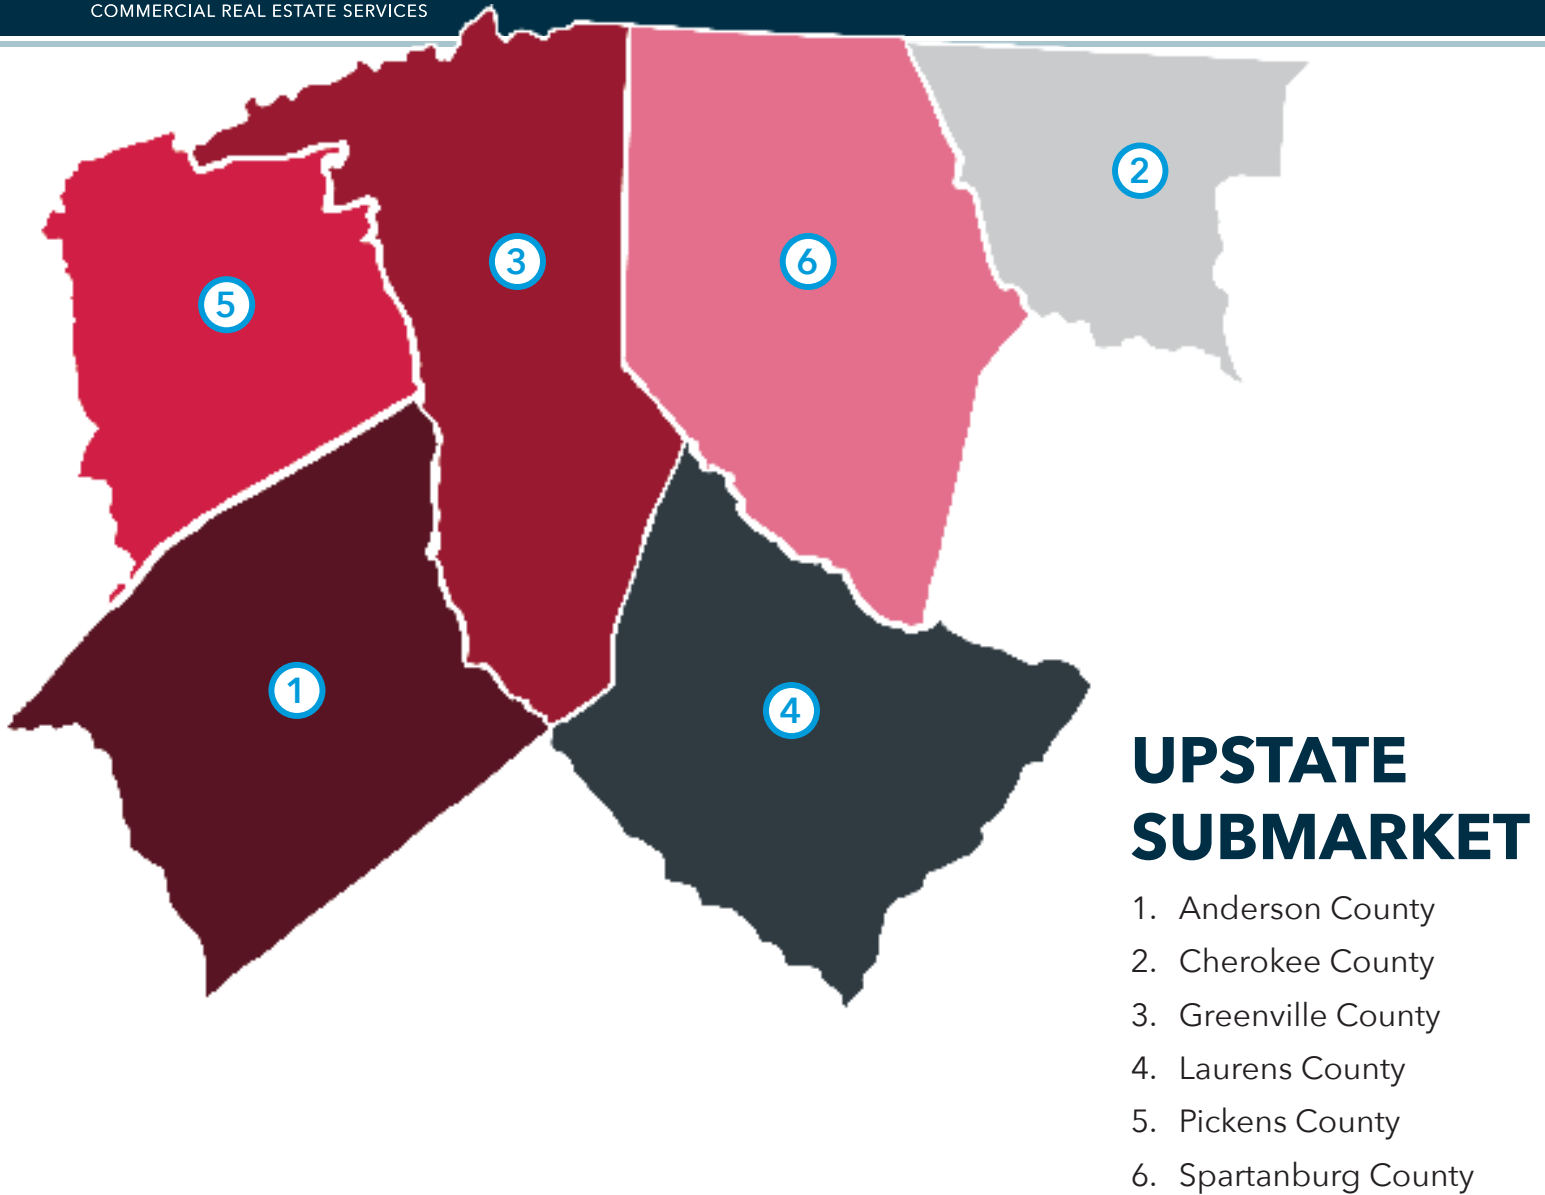 COMMERCIAL REAL ESTATE SERVICES
3
2
6
5
1
4
UPSTATE
SUBMARKET
1. Anderson County
2. Cherokee County
3. Greenville County
4. Laurens County
5. Pickens County
6. Spartanburg County